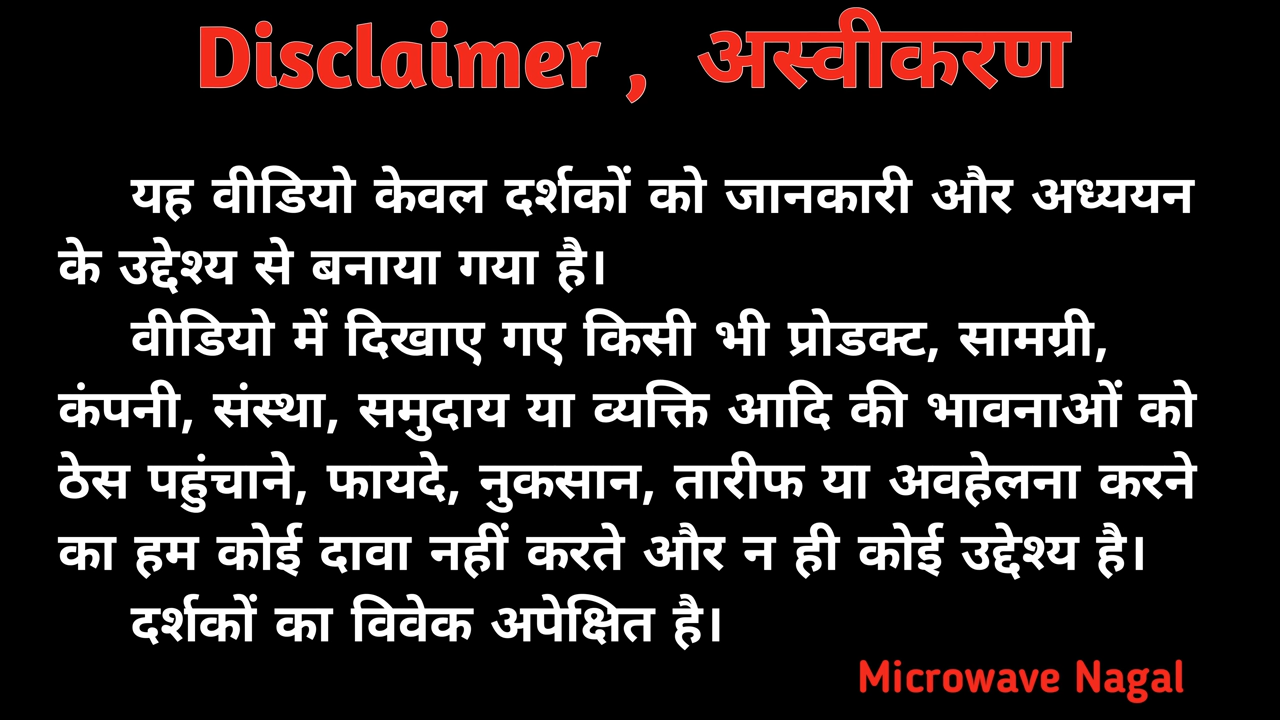 Disclaimer , अस्वीकरण
यह वीडियो केवल दर्शकों को जानकारी और अध्ययन
के उद्देश्य से बनाया गया है।
वीडियो में दिखाए गए किसी भी प्रोडक्ट, सामग्री,
कंपनी, संस्था, समुदाय या व्यक्ति आदि की भावनाओं को
ठेस पहुंचाने, फायदे, नुकसान, तारीफ या अवहेलना करने
का हम कोई दावा नहीं करते और न ही कोई उद्देश्य है।
दर्शकों का विवेक अपेक्षित है।
Microwave Nagal